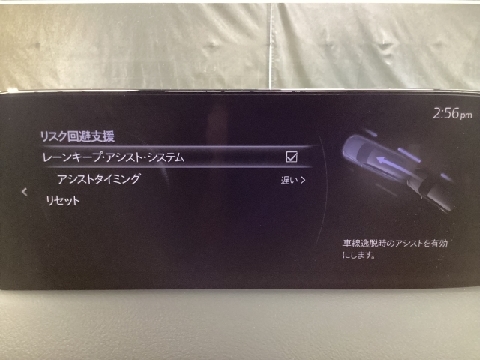 2:56pm
リスク回避支援
レーンキープ・アシスト・システム
アシストタイミング 遅い >
リセット
車線逸脱時のアシストを有効
にします。